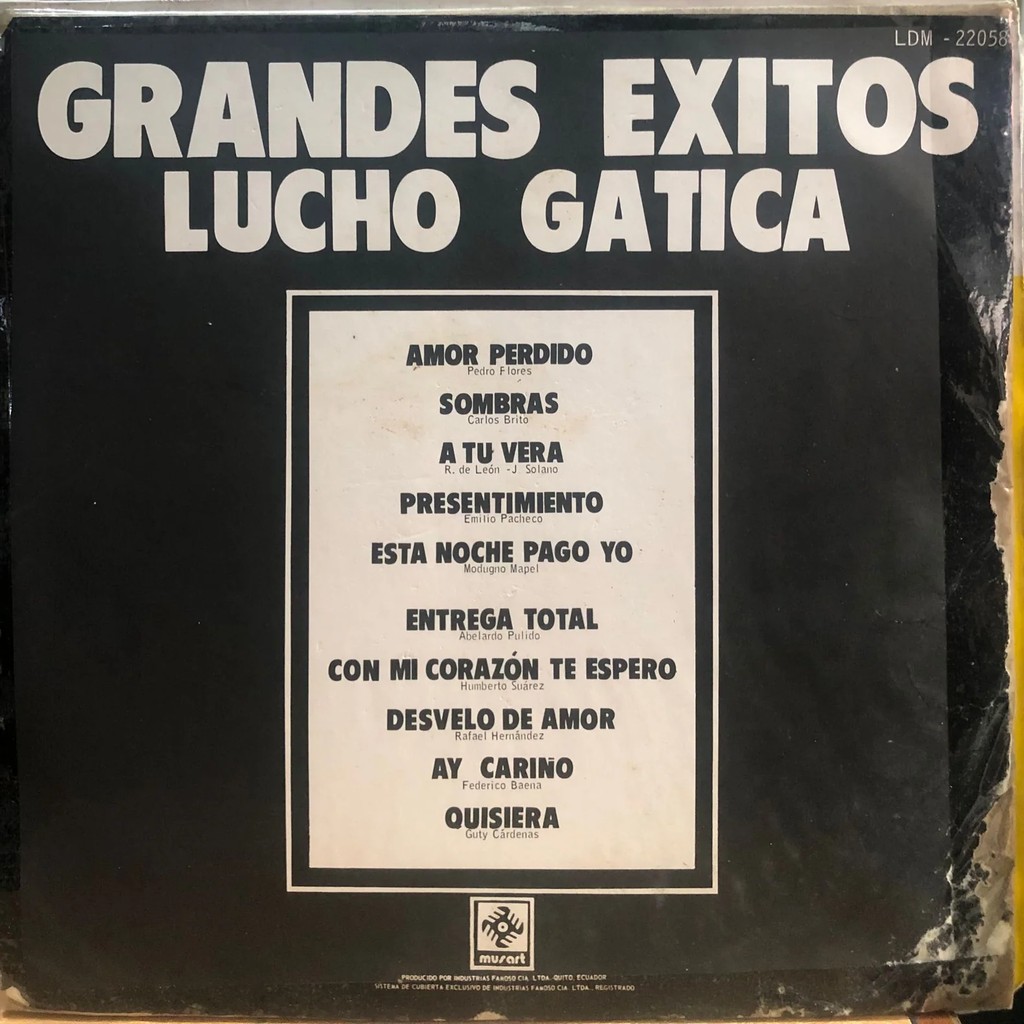 LDM - 22058
GRANDES EXITOS
LUCHO GATICA
AMOR PERDIDO
Pedro Flores
SOMBRAS
Carlos Brito
A TU VERA
R. de León -J Solano
PRESENTIMIENTO
Emilio Pacheco
ESTA NOCHE PAGO YO
Modugno Mapel
ENTREGA TOTAL
Abelardo Pulido
CON MI CORAZÓN TE ESPERO
Humberto Suárez
DESVELO DE AMOR
Rafael Hernández
AY CARIÑO
Federico Baena
QUISIERA
Guty Cárdenas
musart
PRODUCIDO POR INDUSTRIAS FAMOSO CIA. LTDA. QUITO, ECUADOR
SISTEMA DE CUBIERTA EXCLUSIVO DE INDUSTRIAS FAMOSO CIA. LTDA., REGISTRADO